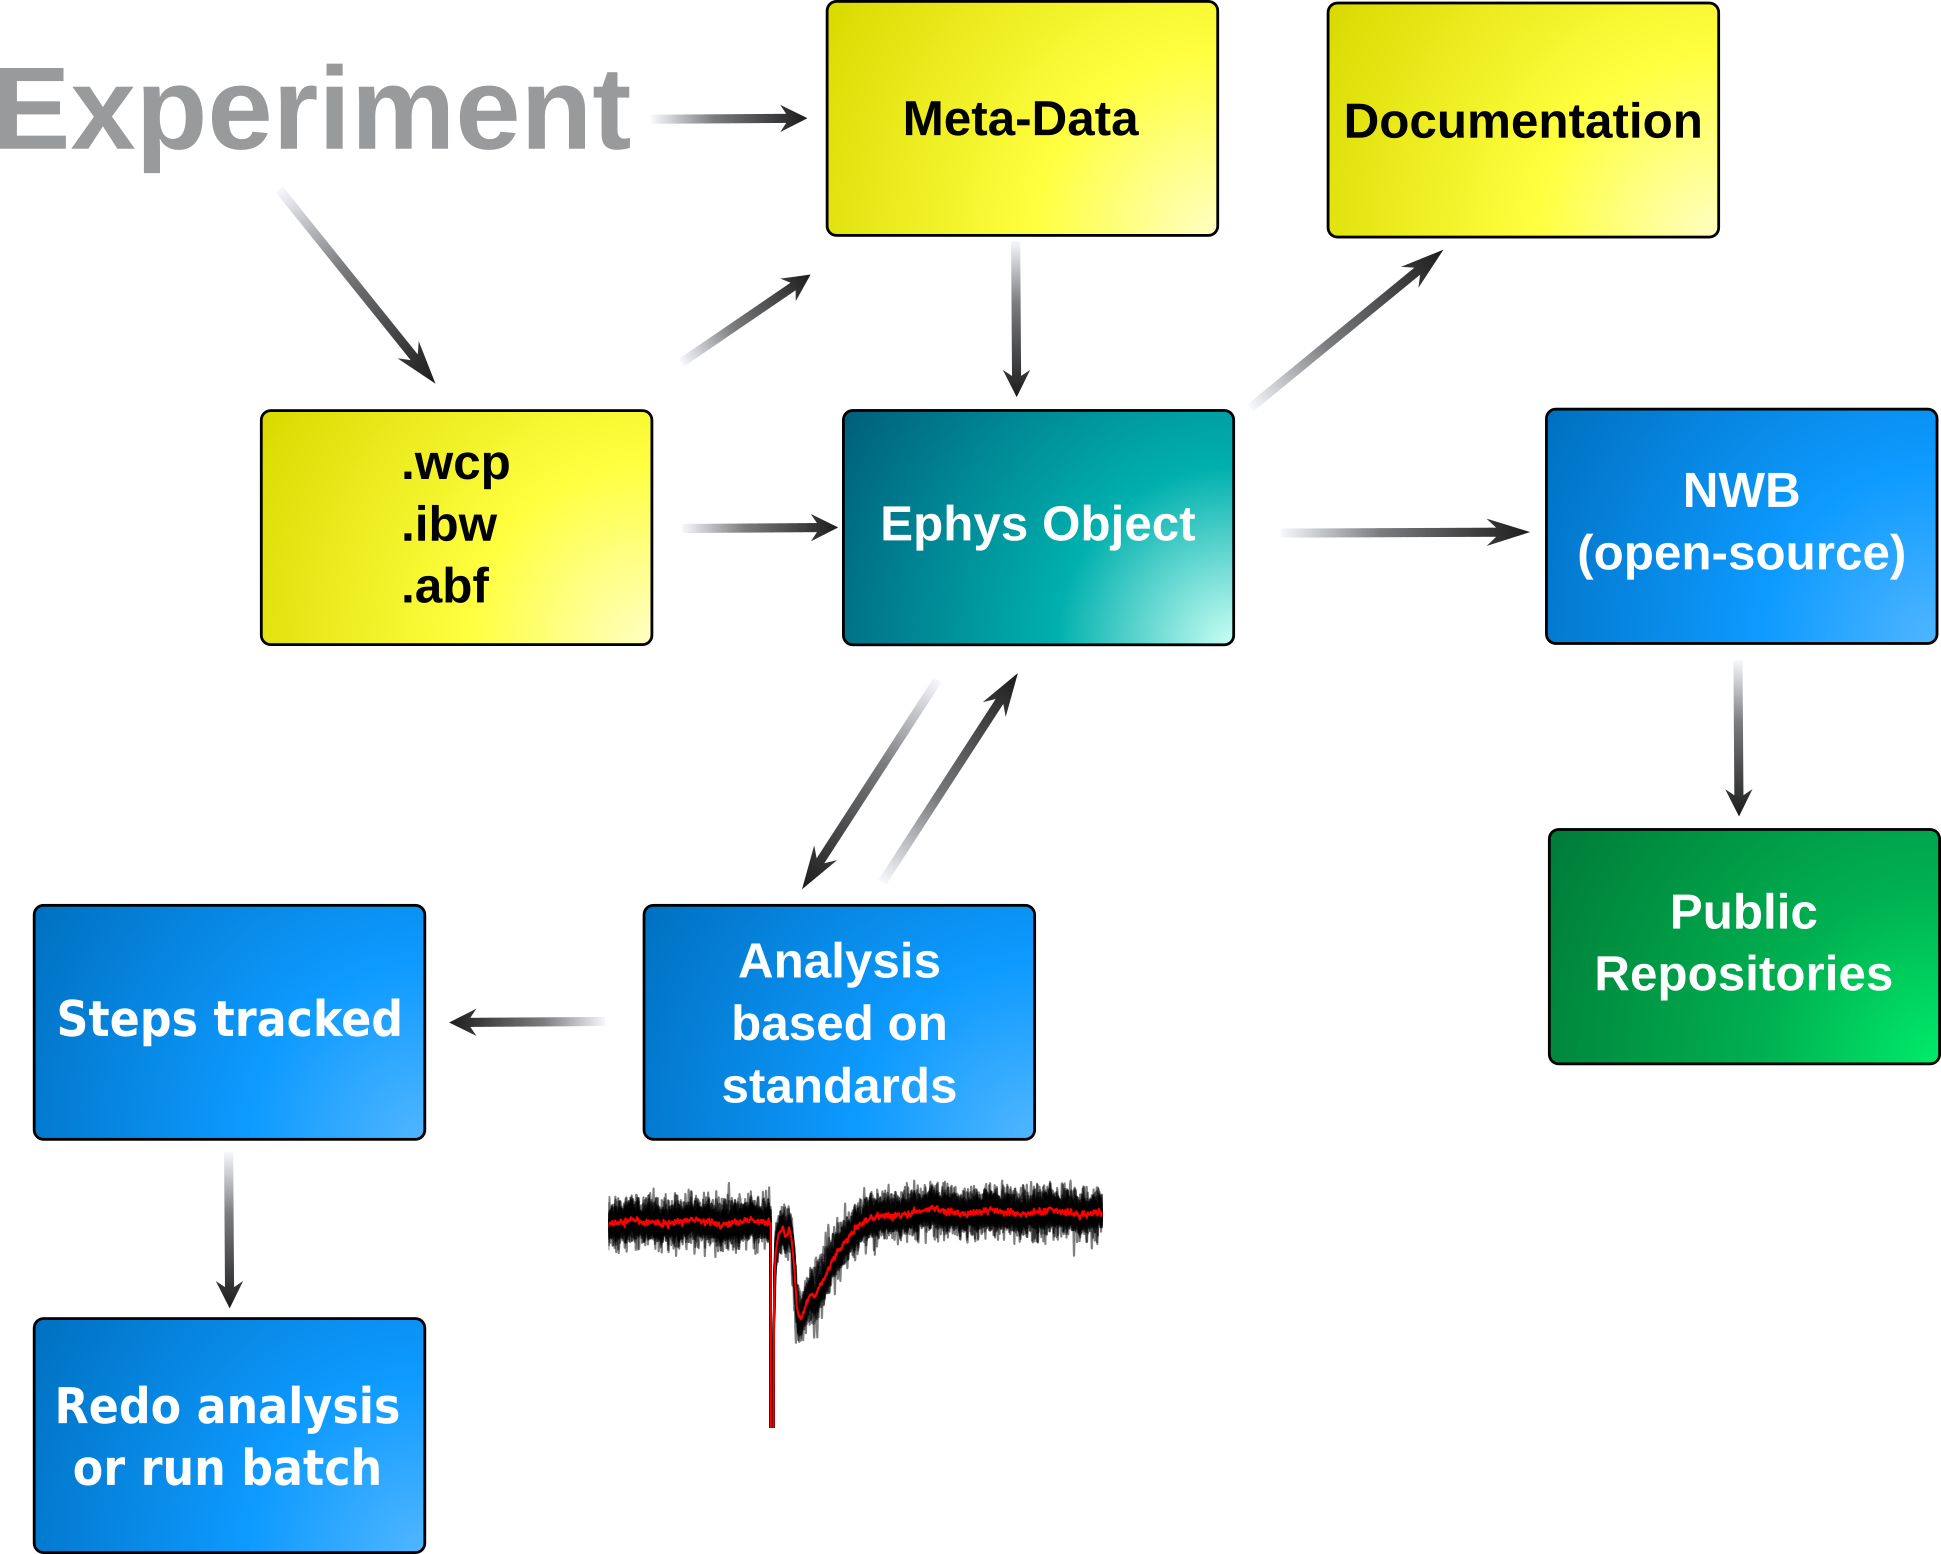 Experiment
Meta-Data
Documentation
.wcp
.ibw
.abf
Ephys Object
NWB
(open-source)
Public
Repositories
Steps tracked
Analysis
based on
standards
Redo analysis
or run batch